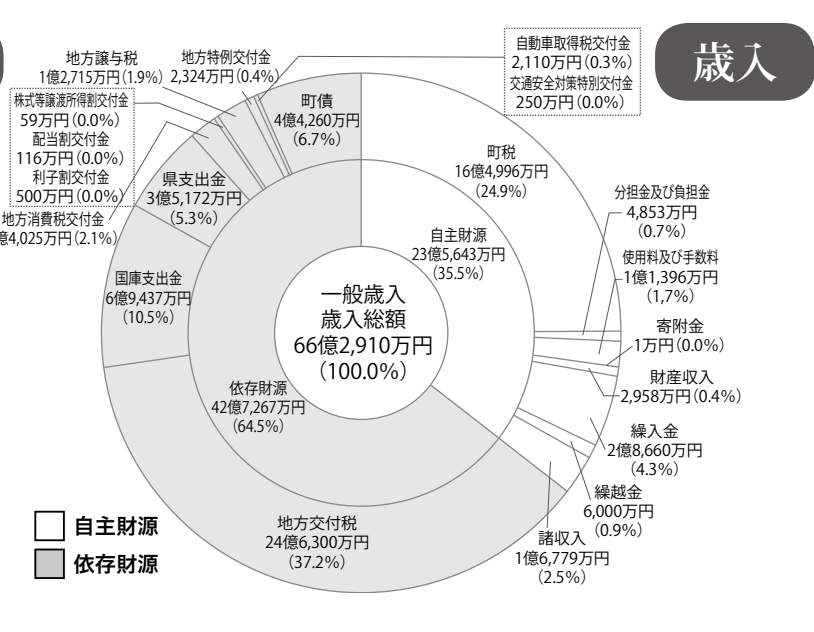 歳入
自動車取得税交付金
2,110万円(0.3%)
交通安全対策特別交付金
250万円(0.0%)
地方特例交付金
2,324万円(0.4%)
地方譲与税
1億2,715万円(1.9%)
株式等譲渡所得割交付金
59万円(0.0%)
配当割交付金
116万円(0.0%)
利子割交付金
500万円(0.0%)
地方消費税交付金
億4,025万円(2.1%)
町債
4億4,260万円
(6.7%)
県支出金
3億5,172万円
(5.3%)
国庫支出金
6億9,437万円
(10.5%)
町税
16億4,996万円
(24.9%)
自主財源
23億5,643万円
(35.5%)
一般歳入
歳入総額
66億2,910万円
(100.0%)
依存財源
42億7,267万円
(64.5%)
地方交付税
24億6,300万円
(37.2%)
分担金及び負担金
4,853万円
(0.7%)
使用料及び手数料
1億1,396万円
(1,7%)
寄附金
1万円(0.0%)
財産収入
2,958万円(0.4%)
繰入金
2億8,660万円
(4.3%)
繰越金
6,000万円
(0.9%)
諸収入
1億6,779万円
(2.5%)
自主財源
依存財源